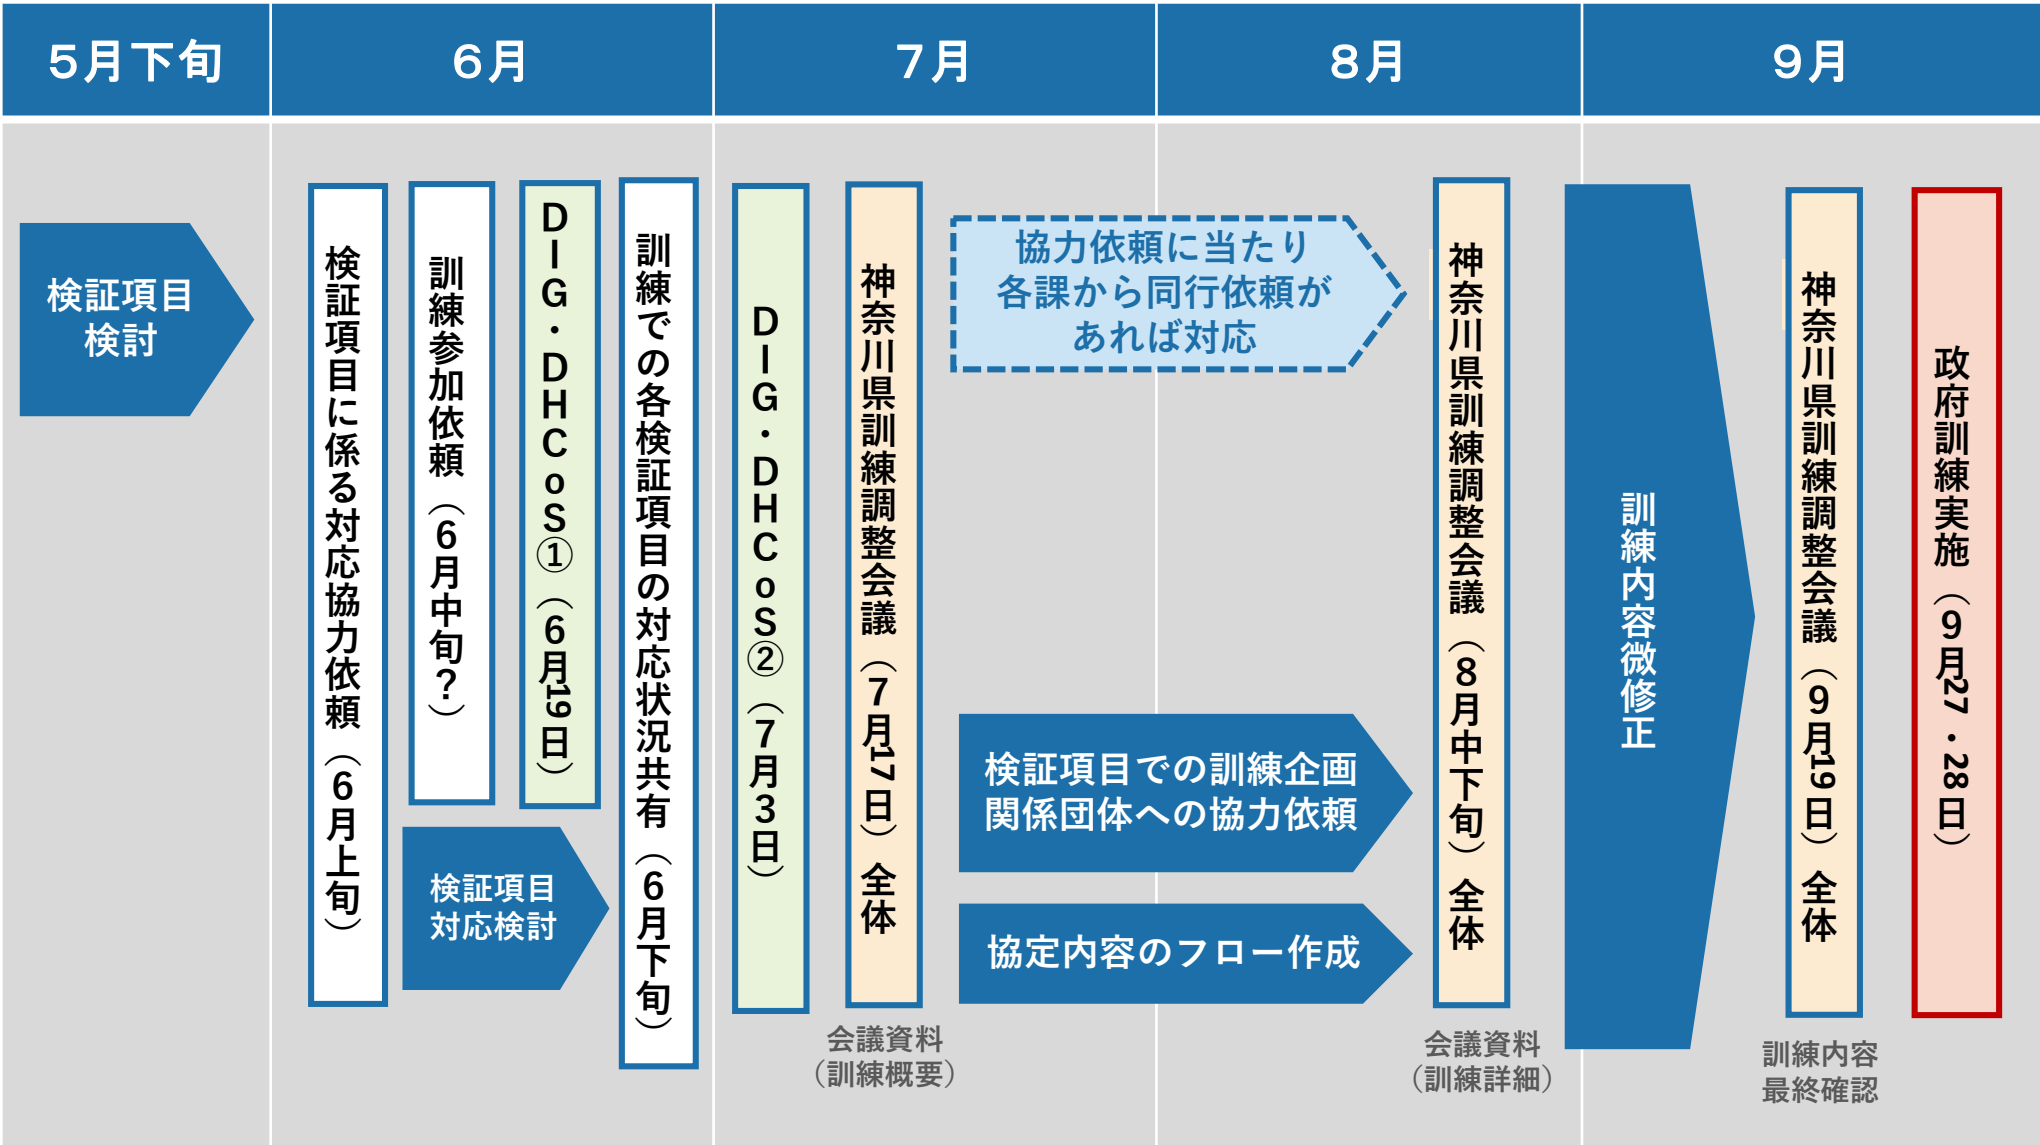 5月下旬
6月
7月
8月
9月
検証項目
検討
検証項目に係る対応協力依頼（6月上旬）
訓練参加依頼（6月中旬？）
DIG・DHCoS①（6月19日）
訓練での各検証項目の対応状況共有（6月下旬）
検証項目
対応検討
DIG・DHCoS②（7月3日）
神奈川県訓練調整会議（7月17日）全体
会議資料
（訓練概要）
協力依頼に当たり
各課から同行依頼が
あれば対応
検証項目での訓練企画
関係団体への協力依頼
協定内容のフロー作成
神奈川県訓練調整会議（8月中下旬）全体
会議資料
（訓練詳細）
訓練内容微修正
神奈川県訓練調整会議（9月19日）全体
訓練内容
最終確認
政府訓練実施（9月27・28日）